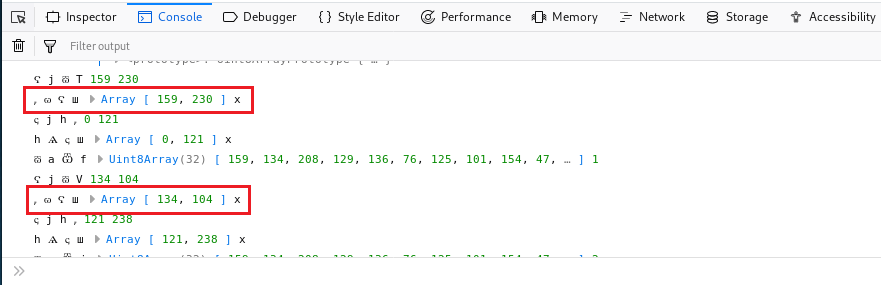 Inspector Console Debugger Style Editor Performance Memory Network Storage Accessibility
Filter output
ʕ j ϖ T 159 230
, ω ʕ ш Array [ 159, 230 ] x
ς j h , 0 121
h Ѧ ς ш Array [ 0, 121 ] x
ѿ a Ѽ f Uint8Array(32) [ 159, 134, 208, 129, 136, 76, 125, 101, 154, 47, … ] 1
ʕ j ѿ V 134 104
, ω ʕ ш Array [ 134, 104 ] x
ς j h , 121 238
h Ѧ ς ш Array [ 121, 238 ] x